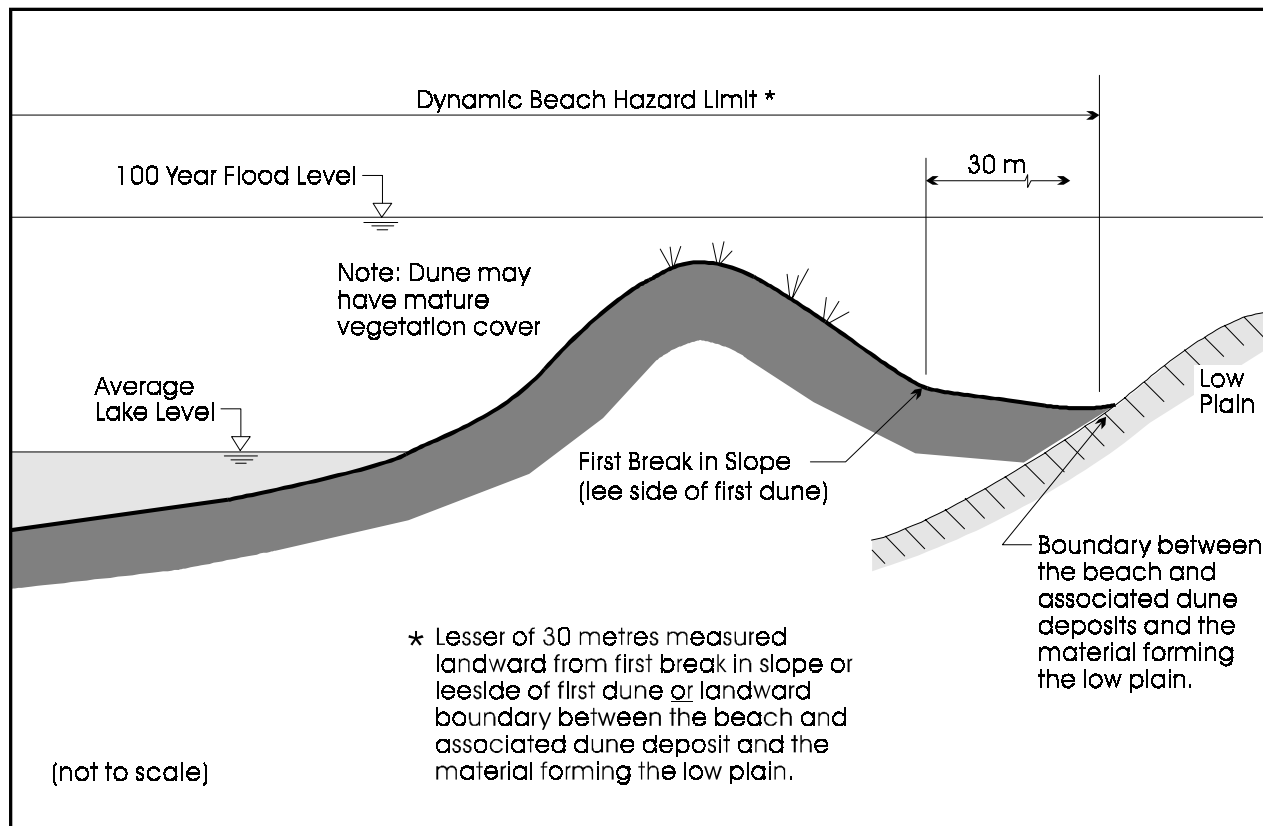 Dynamic Beach Hazard Limit *
30 m
100 Year Flood Level
Note: Dune may
have mature
vegetation cover
Average
Lake Level
Low
Plain
First Break in Slope
(lee side of first dune)
Boundary between
the beach and
associated dune
deposits and the
material forming
the low plain.
* Lesser of 30 metres measured
landward from first break in slope or
leeside of first dune or landward
boundary between the beach and
associated dune deposit and the
material forming the low plain.
(not to scale)